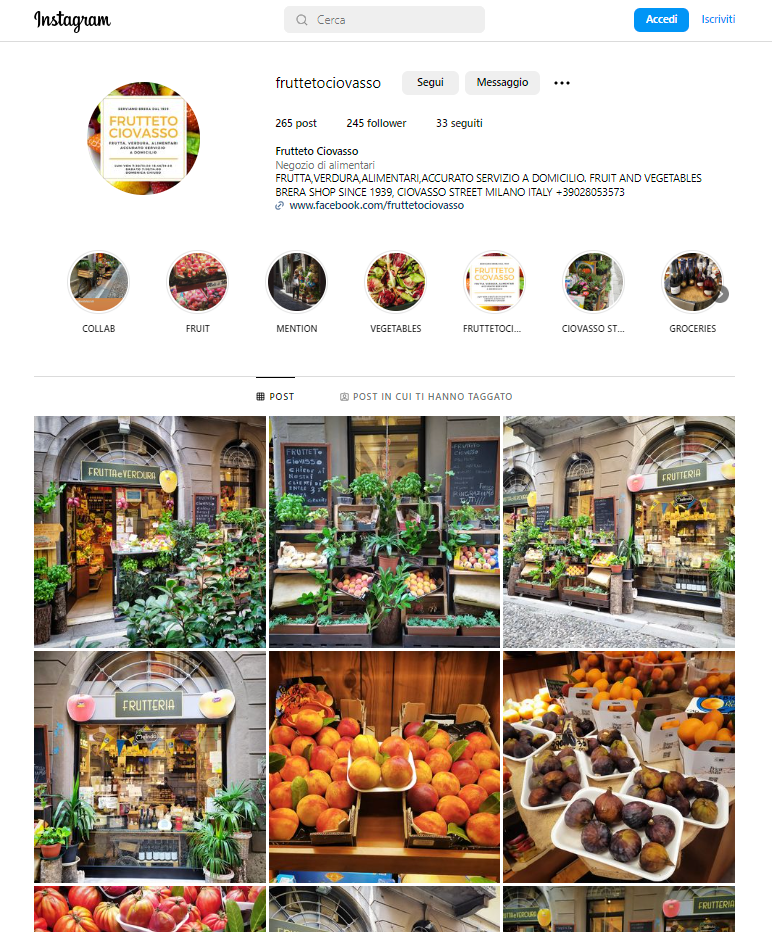 Instagram
Cerca
Accedi
Iscriviti
fruttetociovasso
Segui
Messaggio
265 post
245 follower
33 seguiti
Frutteto Ciovasso
Negozio di alimentari
FRUTTA,VERDURA,ALIMENTARI,ACCURATO SERVIZIO A DOMICILIO. FRUIT AND VEGETABLES
BRERA SHOP SINCE 1939, CIOVASSO STREET MILANO ITALY +39028053573
www.facebook.com/fruttetociovasso
FRUTTETO
CIOVASSO
FRUTTA, VERDURA, ALIMENTARI
ACCURATO SERVIZIO
A DOMICILIO
FRUTTETO
CIOVASSO
COLLAB
FRUIT
MENTION
VEGETABLES
FRUTTETOCI...
CIOVASSO ST...
GROCERIES
POST
POST IN CUI TI HANNO TAGGATO
FRUTTA e VERDURA
FRUTTETO
CIOVASSO
FRUTTERIA
FRUTTERIA
FRUTTERIA